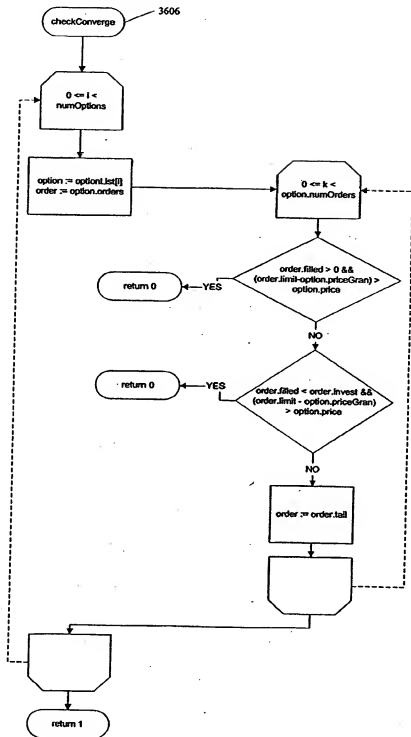 checkConverge
3606
0 <= i <
numOptions
option := optionList[i]
order := option.orders
0 <= k <
option.numOrders
order.filled > 0 &&
(order.limit-option.priceGran) >
option.price
YES
return 0
NO
order.filled < order.invest &&
(order.limit - option.priceGran)
> option.price
YES
return 0
NO
order := order.tail
return 1